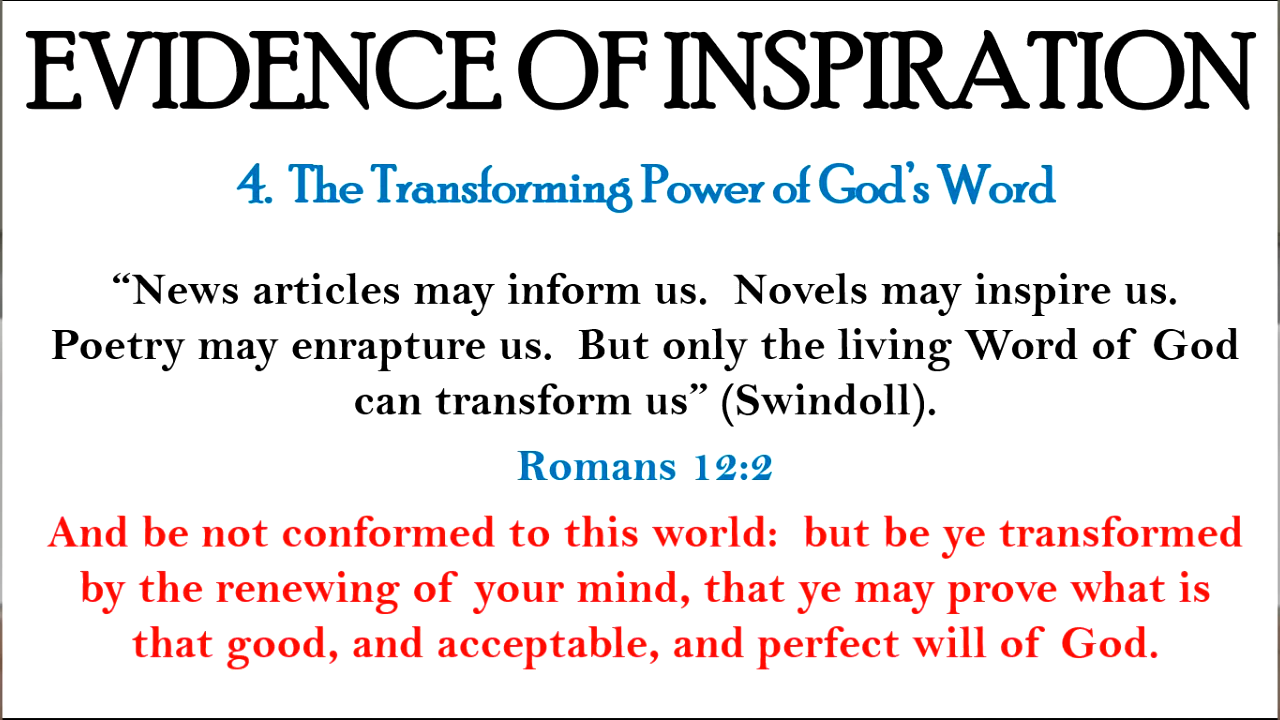 EVIDENCE OF INSPIRATION
4. The Transforming Power of God's Word
“News articles may inform us. Novels may inspire us.
Poetry may enrapture us. But only the living Word of God
can transform us” (Swindoll).
Romans 12:2
And be not conformed to this world: but be ye transformed
by the renewing of your mind, that ye may prove what is
that good, and acceptable, and perfect will of God.